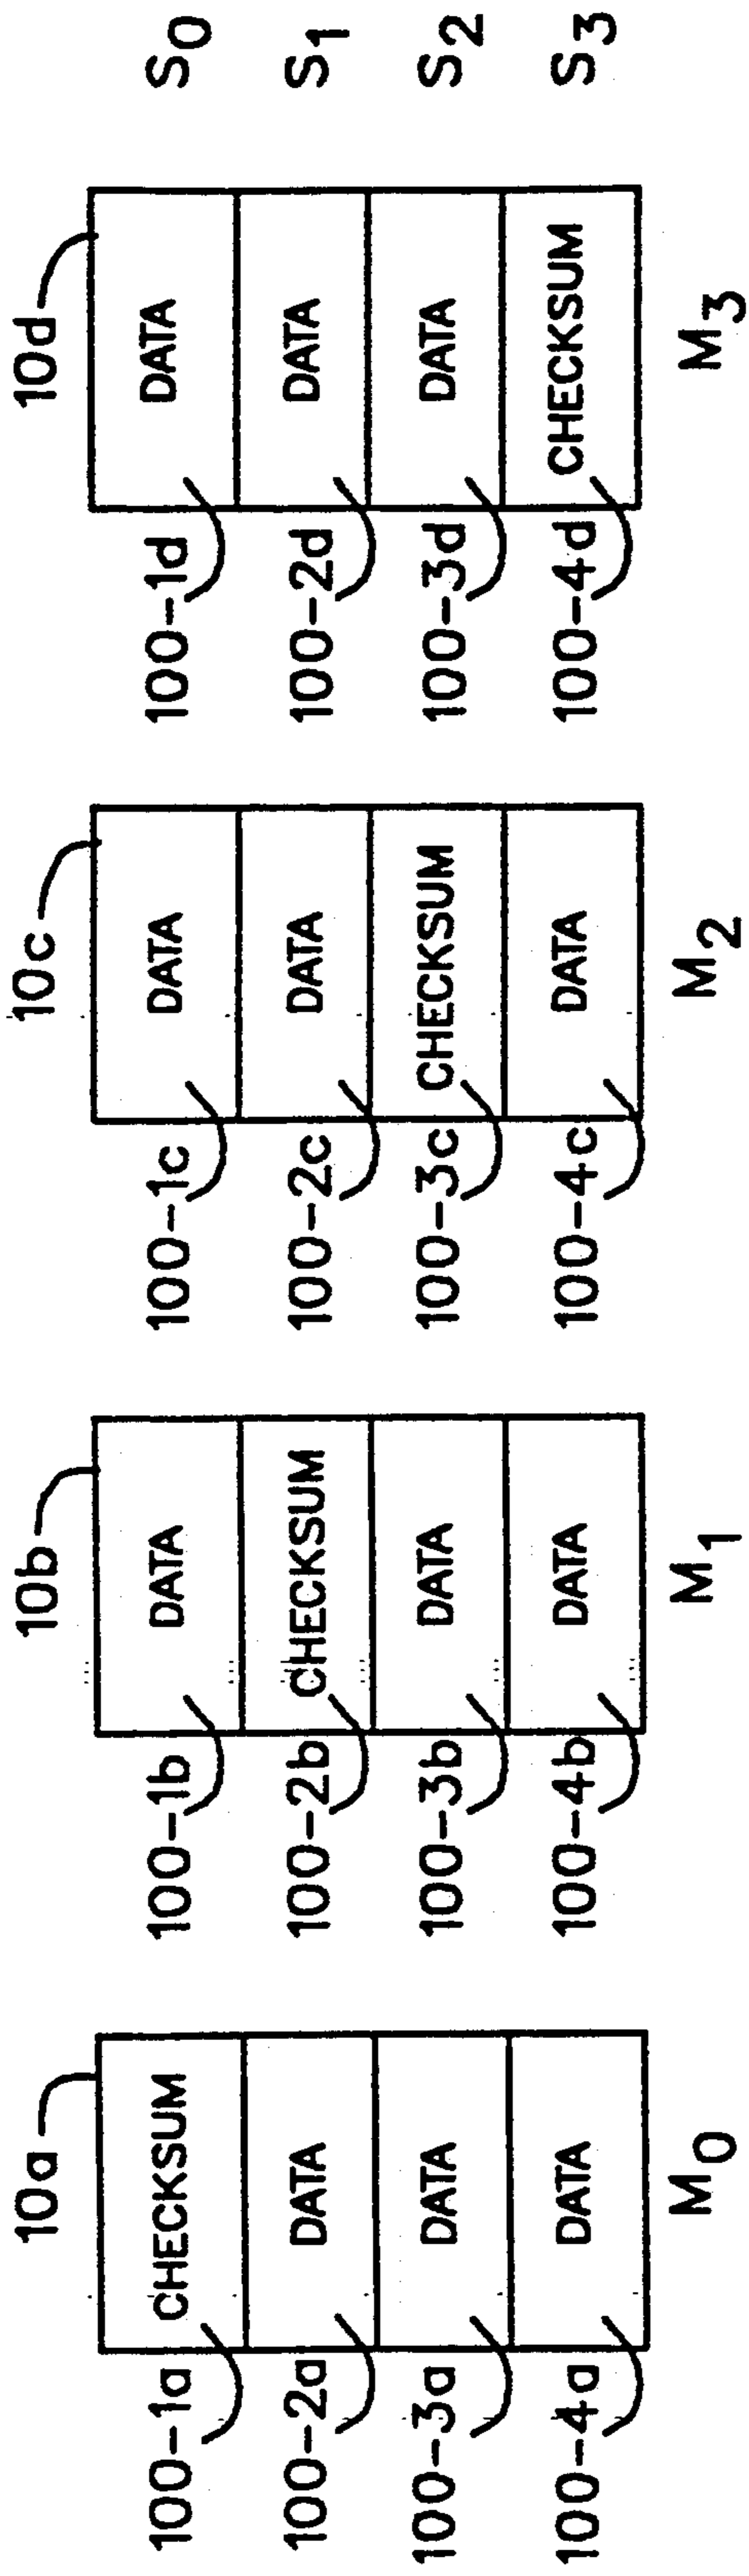 10a 10b 10c 10d
100-1a CHECKSUM 100-1b DATA 100-1c DATA 100-1d DATA S0
100-2a DATA 100-2b CHECKSUM 100-2c DATA 100-2d DATA S1
100-3a DATA 100-3b DATA 100-3c CHECKSUM 100-3d DATA S2
100-4a DATA 100-4b DATA 100-4c DATA 100-4d CHECKSUM S3
M0 M1 M2 M3